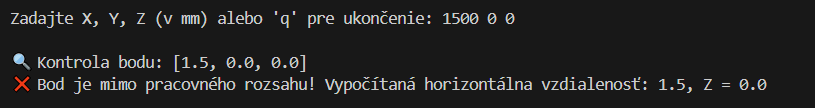 Zadajte X, Y, Z (v mm) alebo 'q' pre ukončenie: 1500 0 0
🔍 Kontrola bodu: [1.5, 0.0, 0.0]
❌ Bod je mimo pracovného rozsahu! Vypočítaná horizontálna vzdialenosť: 1.5, Z = 0.0